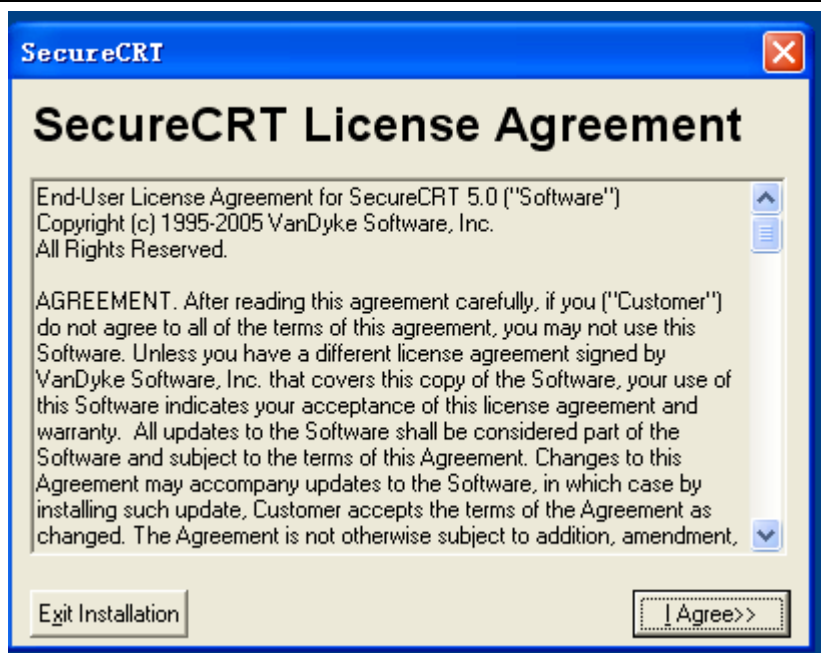 SecureCRT
SecureCRT License Agreement
End-User License Agreement for SecureCRT 5.0 ("Software")
Copyright (c) 1995-2005 VanDyke Software, Inc.
All Rights Reserved.
AGREEMENT. After reading this agreement carefully, if you ("Customer")
do not agree to all of the terms of this agreement, you may not use this
Software. Unless you have a different license agreement signed by
VanDyke Software, Inc. that covers this copy of the Software, your use of
this Software indicates your acceptance of this license agreement and
warranty.  All updates to the Software shall be considered part of the
Software and subject to the terms of this Agreement. Changes to this
Agreement may accompany updates to the Software, in which case by
installing such update, Customer accepts the terms of the Agreement as
changed. The Agreement is not otherwise subject to addition, amendment,
Exit Installation
I Agree>>